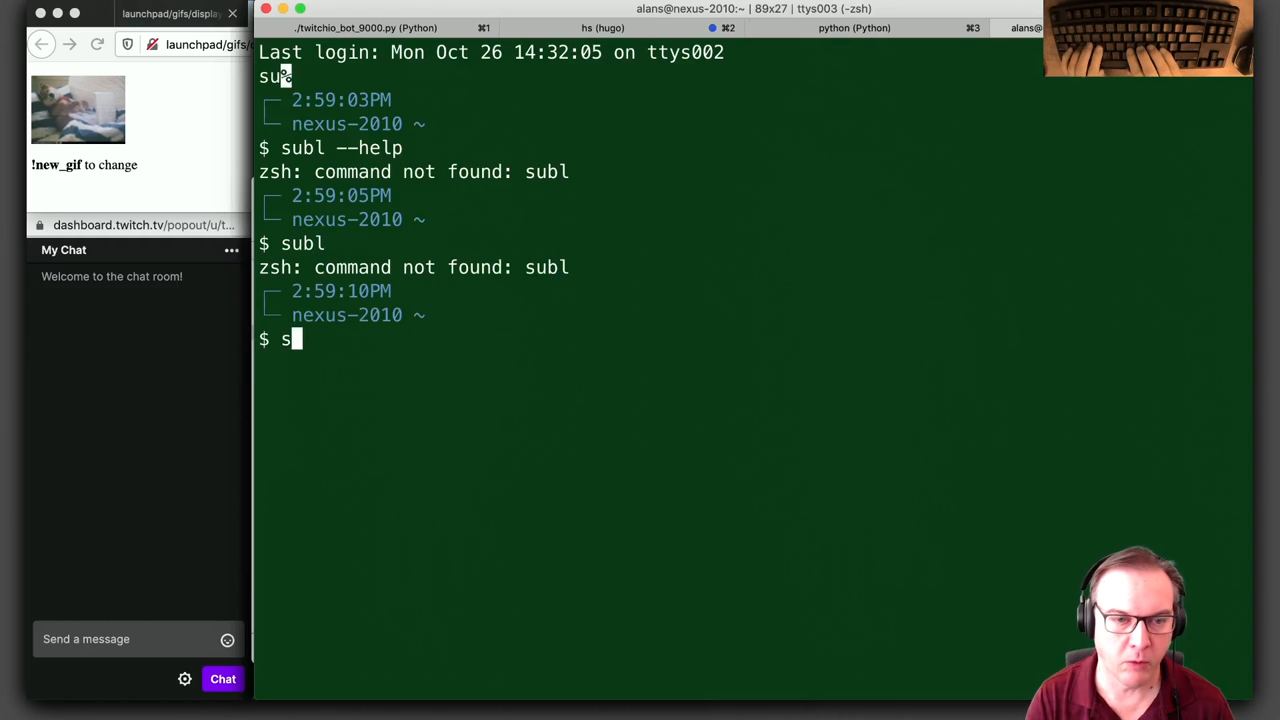 launchpad/gifs/display
launchpad/gifs/d
!new_gif to change
dashboard.twitch.tv/popout/u/t...
My Chat
Welcome to the chat room!
Send a message
Chat
alans@nexus-2010:~ | 89x27 | ttys003 (-zsh)
./twitchio_bot_9000.py (Python) ⌘1
hs (hugo) ⌘2
python (Python) ⌘3
alans@
Last login: Mon Oct 26 14:32:05 on ttys002
su%
2:59:03PM
nexus-2010 ~
$ subl --help
zsh: command not found: subl
2:59:05PM
nexus-2010 ~
$ subl
zsh: command not found: subl
2:59:10PM
nexus-2010 ~
$ s